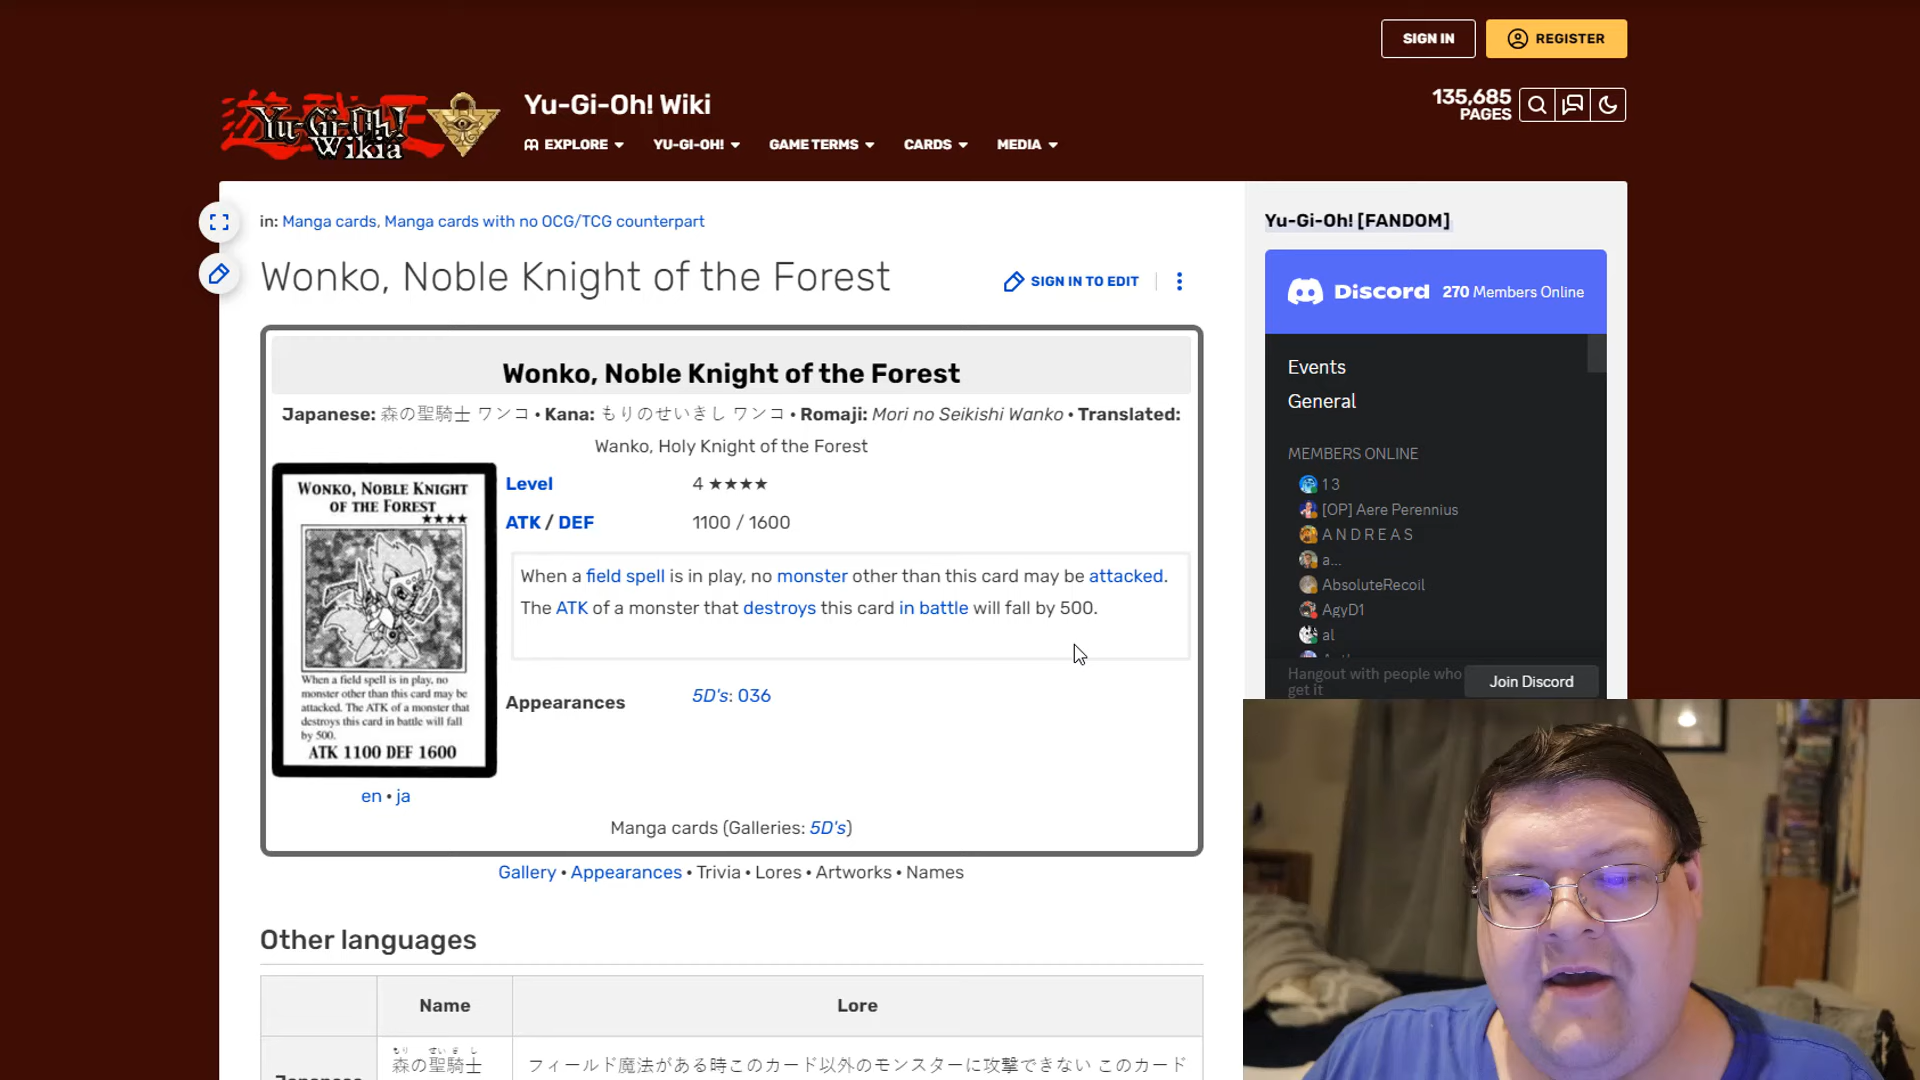 SIGN IN
REGISTER
遊戯王
Yu-Gi-Oh!
Wikia
Yu-Gi-Oh! Wiki
135,685
PAGES
EXPLORE
YU-GI-OH!
GAME TERMS
CARDS
MEDIA
in: Manga cards, Manga cards with no OCG/TCG counterpart
Wonko, Noble Knight of the Forest
SIGN IN TO EDIT
Wonko, Noble Knight of the Forest
Japanese: 森の聖騎士 ワンコ • Kana: もりのせいきし ワンコ • Romaji: Mori no Seikishi Wanko • Translated:
Wanko, Holy Knight of the Forest
WONKO, NOBLE KNIGHT
OF THE FOREST
★★★★
When a field spell is in play, no
monster other than this card may be
attacked. The ATK of a monster that
destroys this card in battle will fall
by 500.
ATK 1100 DEF 1600
en • ja
Level 4 ★★★★
ATK / DEF 1100 / 1600
When a field spell is in play, no monster other than this card may be attacked.
The ATK of a monster that destroys this card in battle will fall by 500.
Appearances 5D's: 036
Manga cards (Galleries: 5D's)
Gallery • Appearances • Trivia • Lores • Artworks • Names
Other languages
Name Lore
もり せいきし
森の聖騎士
フィールド魔法がある時このカード以外のモンスターに攻撃できない このカード
Japanese
Yu-Gi-Oh! [FANDOM]
Discord 270 Members Online
Events
General
MEMBERS ONLINE
1 3
[OP] Aere Perennius
A N D R E A S
a...
AbsoluteRecoil
AgyD1
al
Hangout with people who
get it
Join Discord